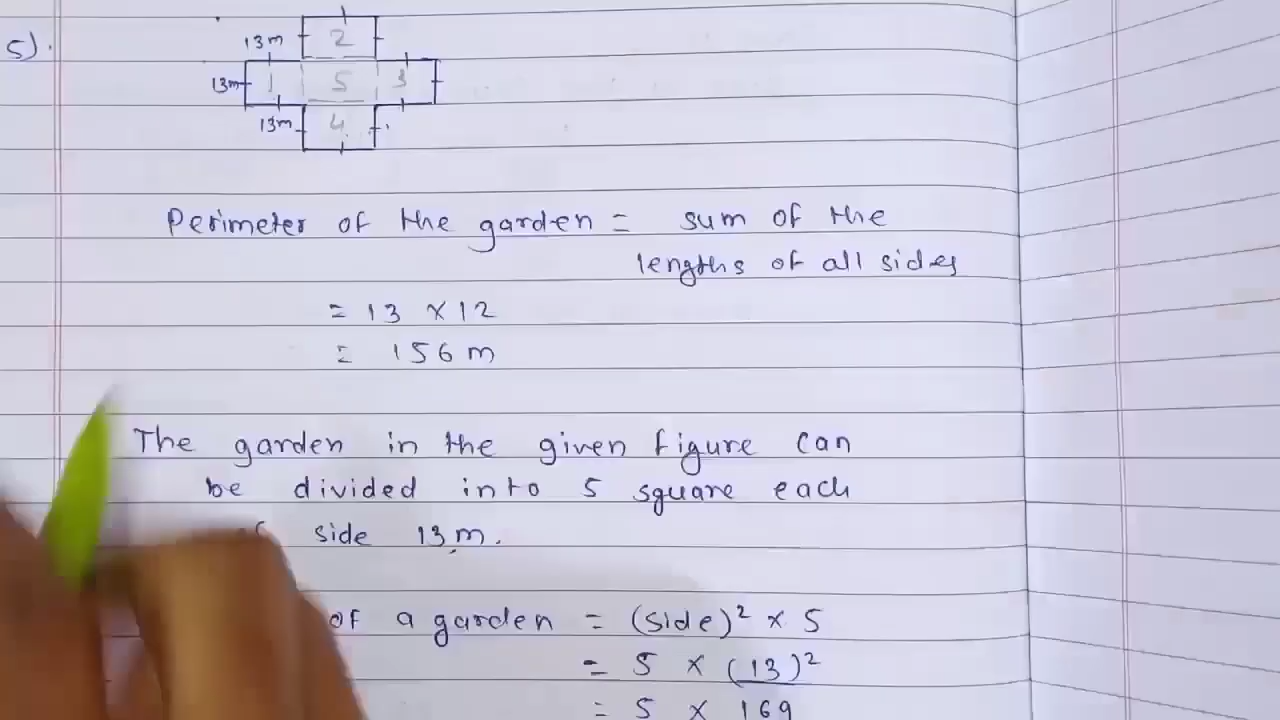 5).
13m 2
13m 1 5 3
13m 4
Perimeter of the garden = sum of the
lengths of all sides
= 13 × 12
= 156 m
The garden in the given figure can
be divided into 5 square each
side 13m.
of a garden = (side)² × 5
= 5 × (13)²
= 5 × 169